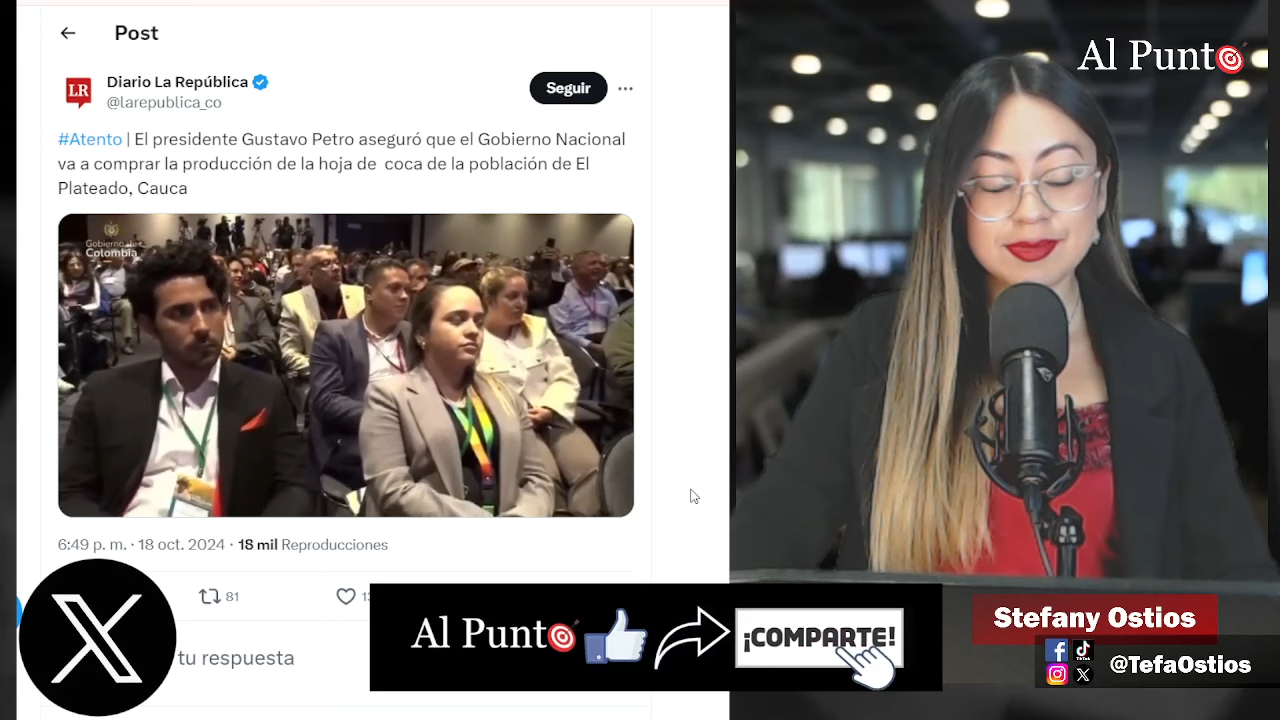 Post
Diario La República
@larepublica_co
Seguir
#Atento | El presidente Gustavo Petro aseguró que el Gobierno Nacional
va a comprar la producción de la hoja de coca de la población de El
Plateado, Cauca
Gobierno de
Colombia
6:49 p. m. · 18 oct. 2024 · 18 mil Reproducciones
81
tu respuesta
LR
X
Al Punto
¡COMPARTE!
Al Punto
Stefany Ostios
@TefaOstios